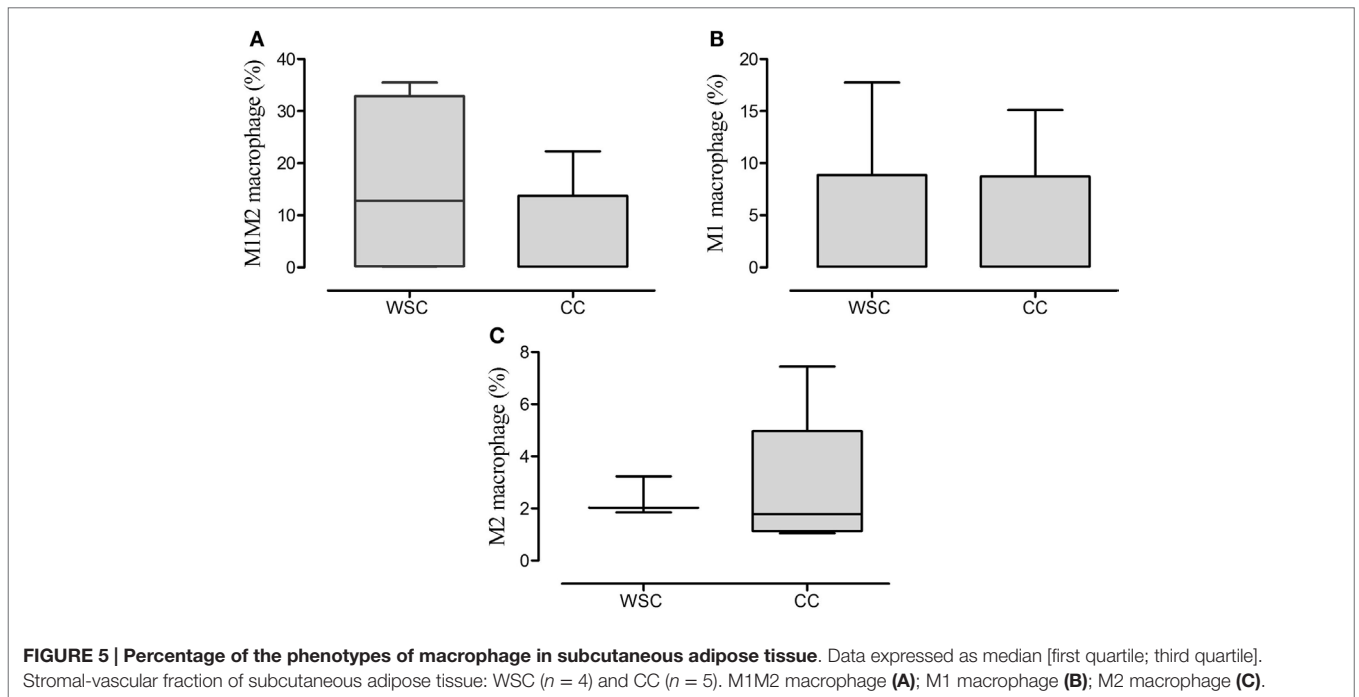 A
B
M1M2 macrophage (%)
40
30
20
10
0
WSC
CC
M1 macrophage (%)
20
15
10
5
0
WSC
CC
C
M2 macrophage (%)
8
6
4
2
0
WSC
CC
FIGURE 5 | Percentage of the phenotypes of macrophage in subcutaneous adipose tissue. Data expressed as median [first quartile; third quartile].
Stromal-vascular fraction of subcutaneous adipose tissue: WSC (n = 4) and CC (n = 5). M1M2 macrophage (A); M1 macrophage (B); M2 macrophage (C).